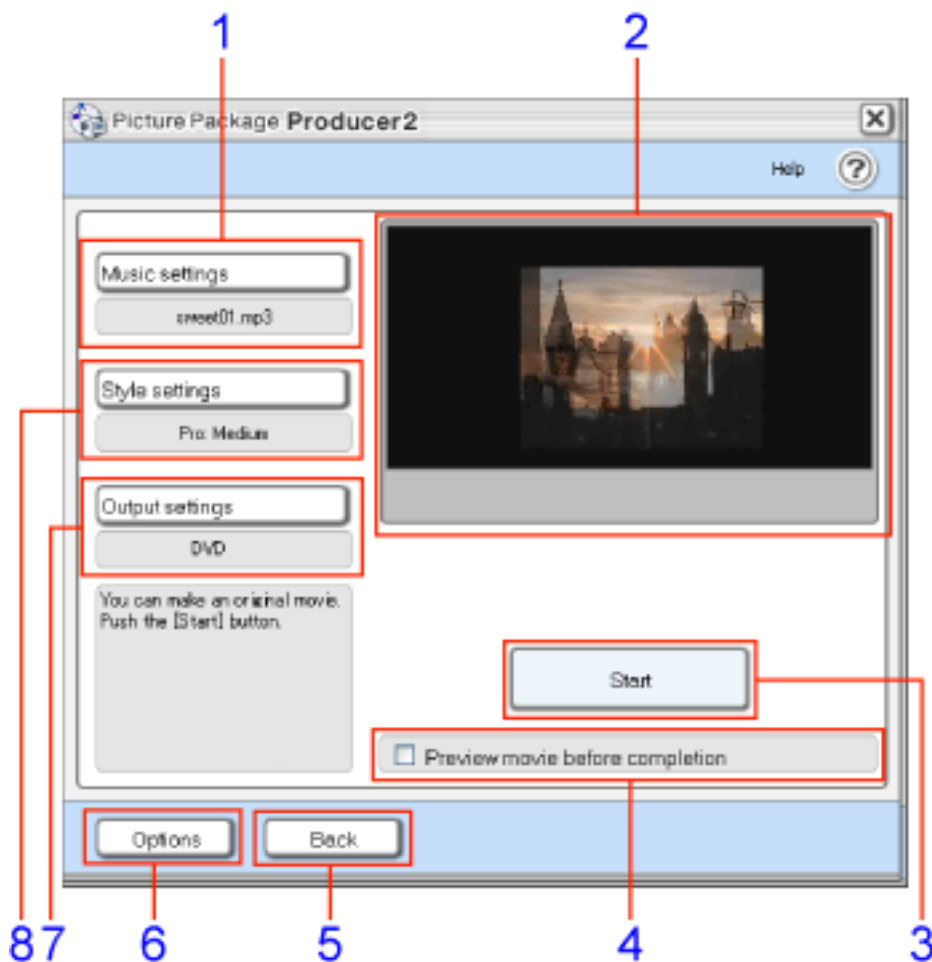 1
2
Picture Package Producer2
Help
?
Music settings
sweet01.mp3
Style settings
Pro: Medium
Output settings
DVD
You can make an original movie.
Push the [Start] button.
Start
3
Preview movie before completion
Options
Back
8
7
6
5
4